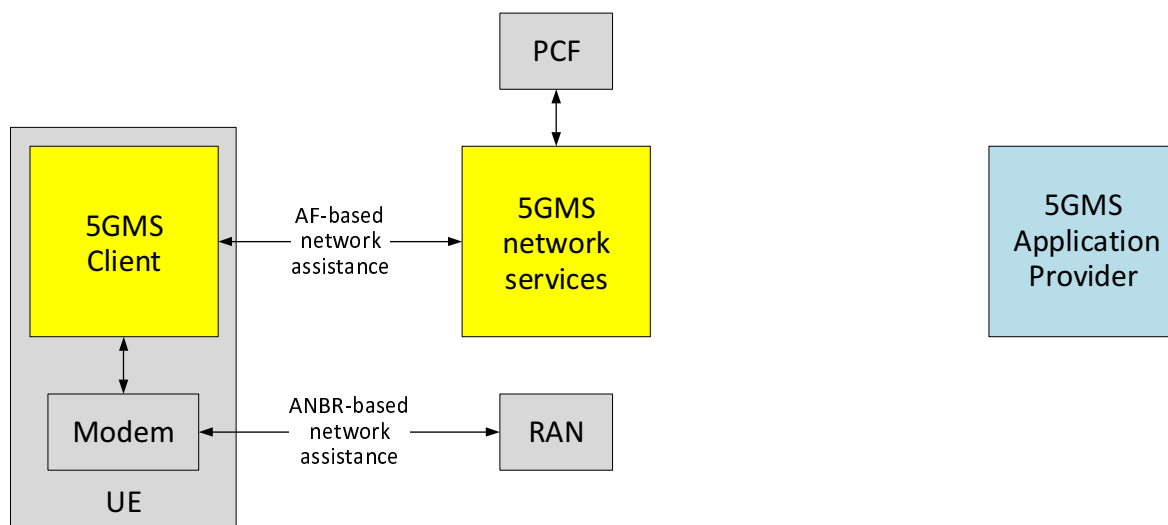 PCF
5GMS
Client
AF-based
network
assistance
5GMS
network
services
5GMS
Application
Provider
Modem
ANBR-based
network
assistance
RAN
UE